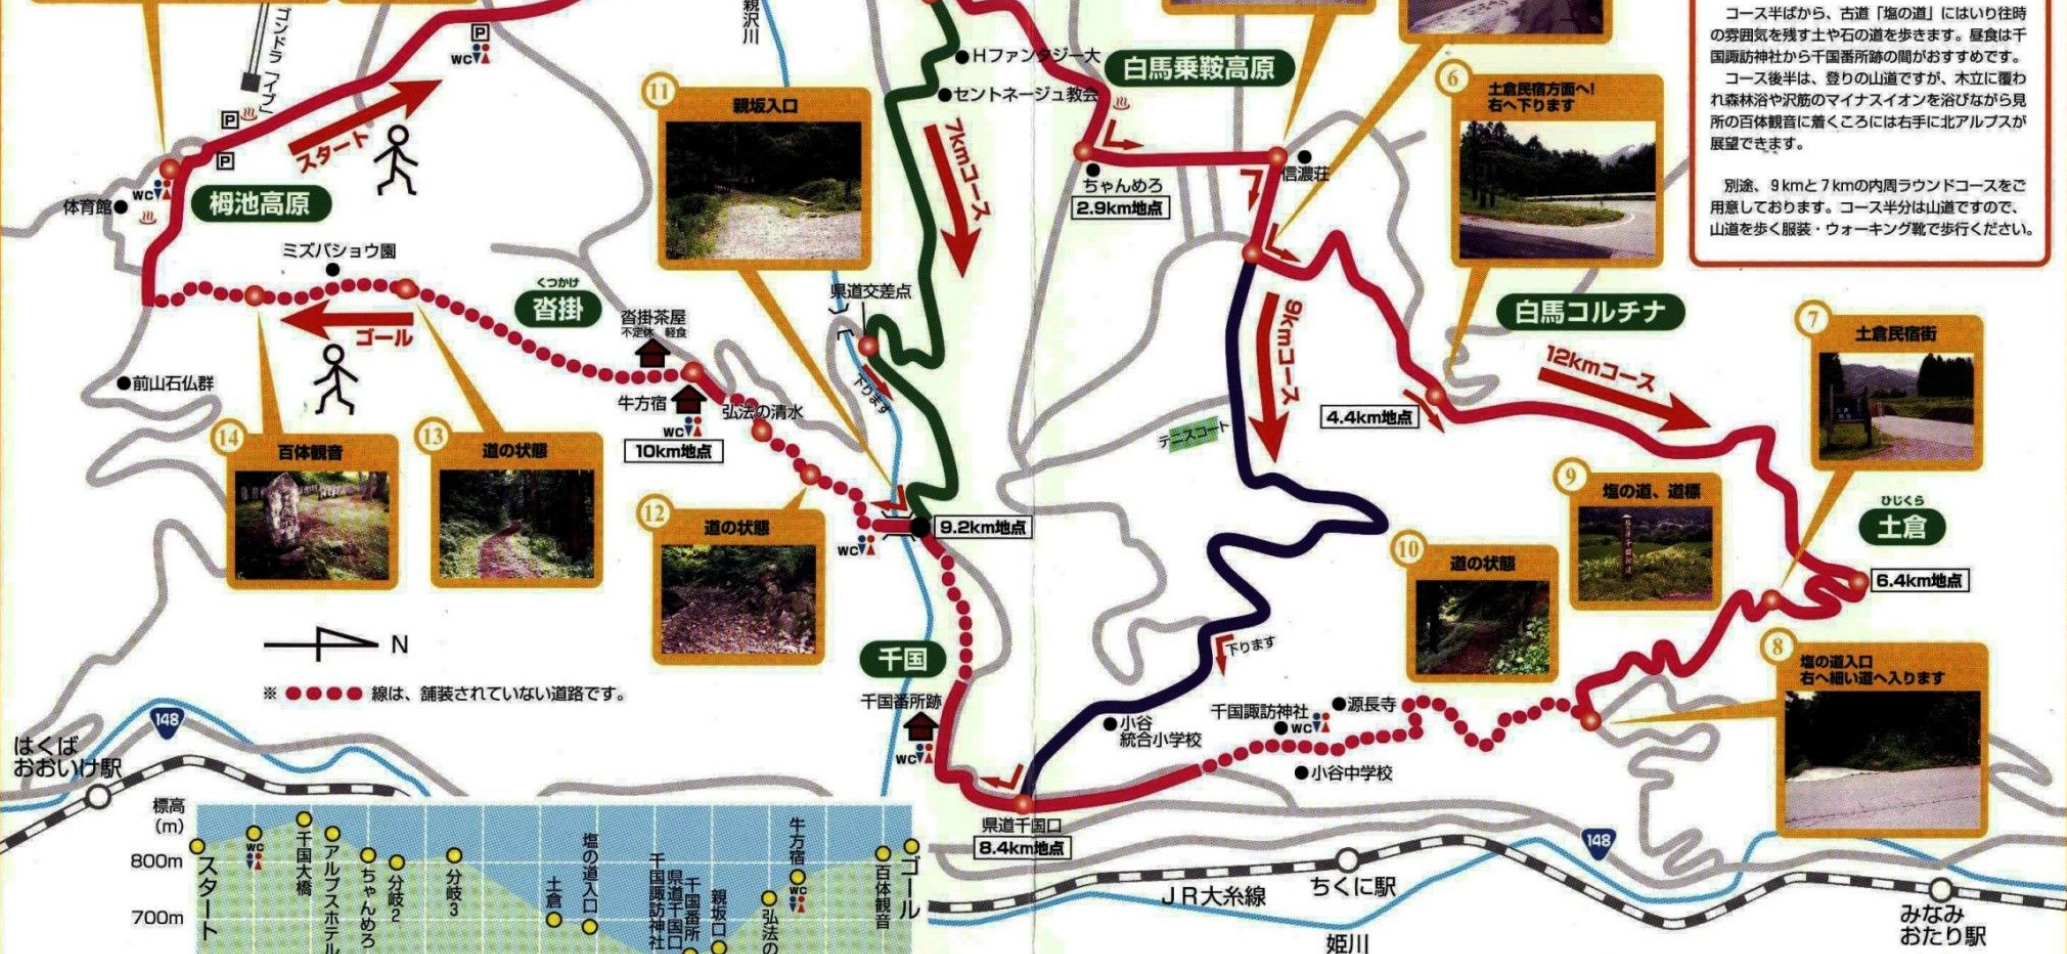 コース半ばから、古道「塩の道」にはいり往時
の雰囲気を残す土や石の道を歩きます。昼食は千
国諏訪神社から千国番所跡の間がおすすめです。
コース後半は、登りの山道ですが、木立に覆わ
れ森林浴や沢筋のマイナスイオンを浴びながら見
所の百体観音に着くころには右手に北アルプスが
展望できます。
別途、9kmと7kmの内周ラウンドコースをご
用意しております。コース半分は山道ですので、
山道を歩く服装・ウォーキング靴で歩行ください。
ゴンドラ「イブ」
親沢川
P
WC
Hファンタジー大
セントネージュ教会
白馬乗鞍高原
6
土倉民宿方面へ!
右へ下ります
11
親坂入口
P
P
スタート
7kmコース
WC
栂池高原
体育館
ちゃんめろ
2.9km地点
信濃荘
ミズバショウ園
くつかけ
沓掛
県道交差点
沓掛茶屋
不定休 軽食
ゴール
9kmコース
白馬コルチナ
7
土倉民宿街
12kmコース
前山石仏群
下ります
牛方宿
WC
弘法の清水
10km地点
4.4km地点
テニスコート
14
百体観音
13
道の状態
12
道の状態
9.2km地点
WC
9
塩の道、道標
ひじくら
土倉
10
道の状態
6.4km地点
N
千国
下ります
8
塩の道入口
右へ細い道へ入ります
※ 線は、舗装されていない道路です。
千国番所跡
WC
千国諏訪神社
WC
源長寺
小谷
統合小学校
小谷中学校
148
はくば
おおいけ駅
県道千国口
8.4km地点
148
JR大糸線
ちくに駅
姫川
みなみ
おたり駅
標高
(m)
800m
700m
スタート
WC
千国大橋
アルプスホテル
ちゃんめろ
分岐2
分岐3
土倉
塩の道入口
千国諏訪神社
県道千国口
千国番所
親坂口
弘法の
牛方宿
WC
百体観音
ゴール